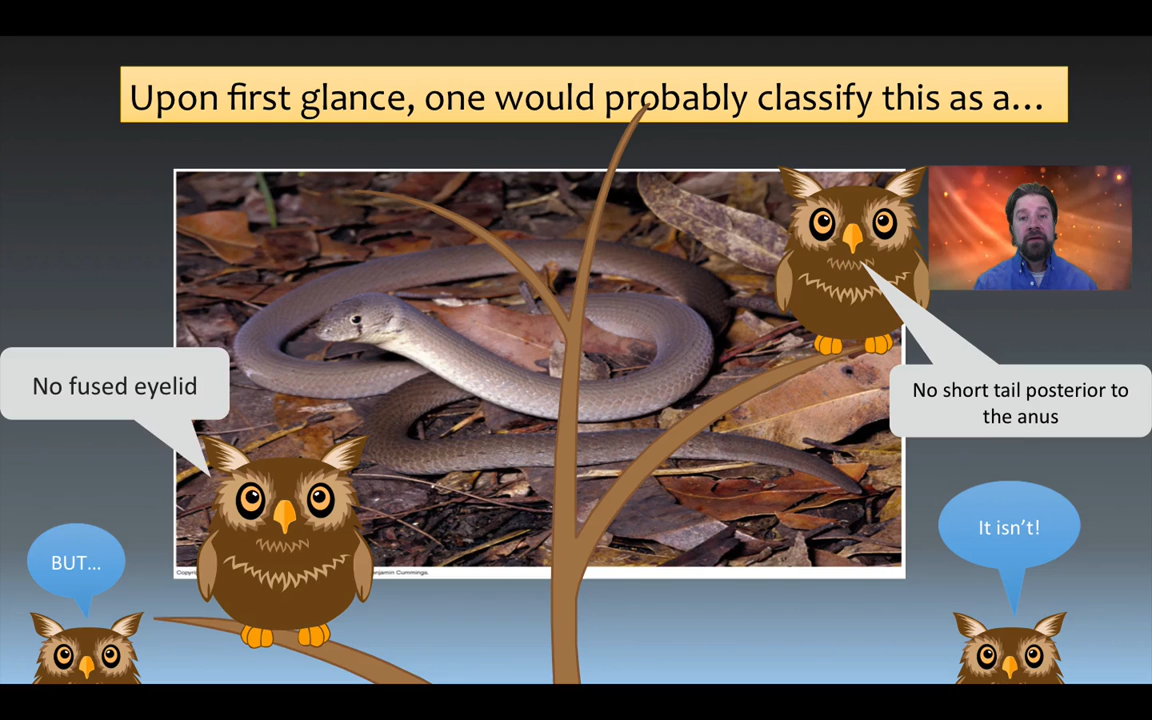 Upon first glance, one would probably classify this as a…
No fused eyelid
No short tail posterior to
the anus
It isn’t!
BUT…
Cummings.